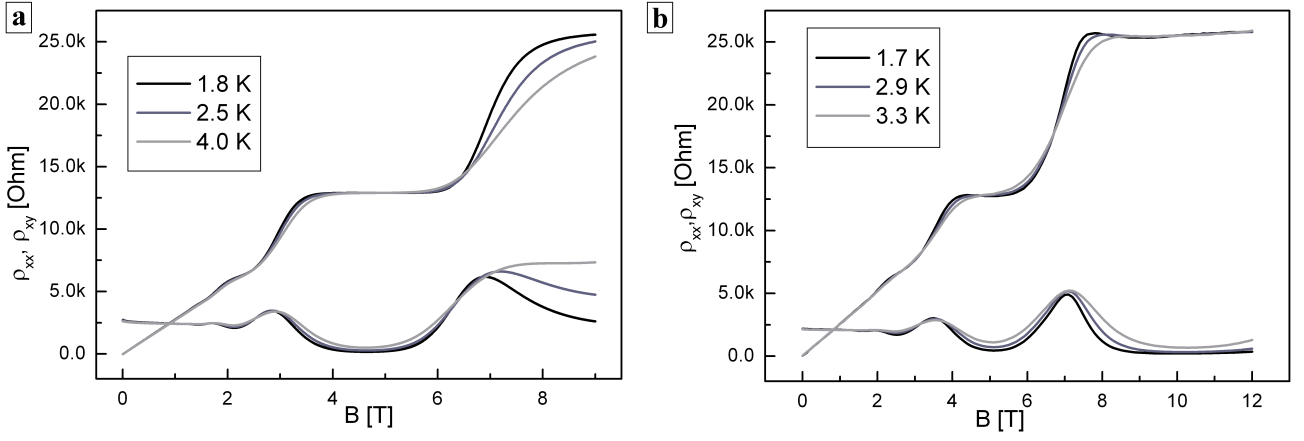 a
25.0k
20.0k
15.0k
10.0k
5.0k
0.0
ρxx, ρxy [Ohm]
1.8 K
2.5 K
4.0 K
0 2 4 6 8
B [T]
b
25.0k
20.0k
15.0k
10.0k
5.0k
0.0
ρxx,ρxy [Ohm]
1.7 K
2.9 K
3.3 K
0 2 4 6 8 10 12
B [T]